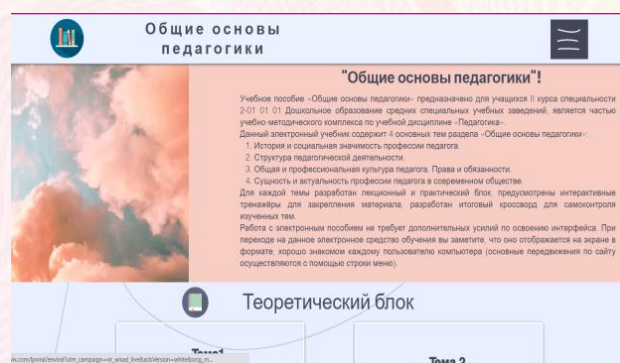 Общие основы
педагогики
"Общие основы педагогики"!
Учебное пособие «Общие основы педагогики» предназначено для учащихся II курса специальности
2-01 01 01 Дошкольное образование средних специальных учебных заведений, является частью
учебно-методического комплекса по учебной дисциплине «Педагогика».
Данный электронный учебник содержит 4 основных тем раздела «Общие основы педагогики»:
1. История и социальная значимость профессии педагога.
2. Структура педагогической деятельности.
3. Общая и профессиональная культура педагога. Права и обязанности.
4. Сущность и актуальность профессии педагога в современном обществе.
Для каждой темы разработан лекционный и практический блок, предусмотрены интерактивные
тренажёры для закрепления материала, разработан итоговый кроссворд для самоконтроля
изученных тем.
Работа с электронным пособием не требует дополнительных усилий по освоению интерфейса. При
переходе на данное электронное средство обучения вы заметите, что оно отображается на экране в
формате, хорошо знакомом каждому пользователю компьютера (основные передвижения по сайту
осуществляются с помощью строки меню).
Теоретический блок
Тема1
Тема 2